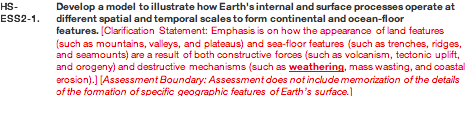 HS-ESS2-1. Develop a model to illustrate how Earth's internal and surface processes operate at
different spatial and temporal scales to form continental and ocean-floor
features. [Clarification Statement: Emphasis is on how the appearance of land features
(such as mountains, valleys, and plateaus) and sea-floor features (such as trenches, ridges,
and seamounts) are a result of both constructive forces (such as volcanism, tectonic uplift,
and orogeny) and destructive mechanisms (such as weathering, mass wasting, and coastal
erosion).] [Assessment Boundary: Assessment does not include memorization of the details
of the formation of specific geographic features of Earth's surface.]